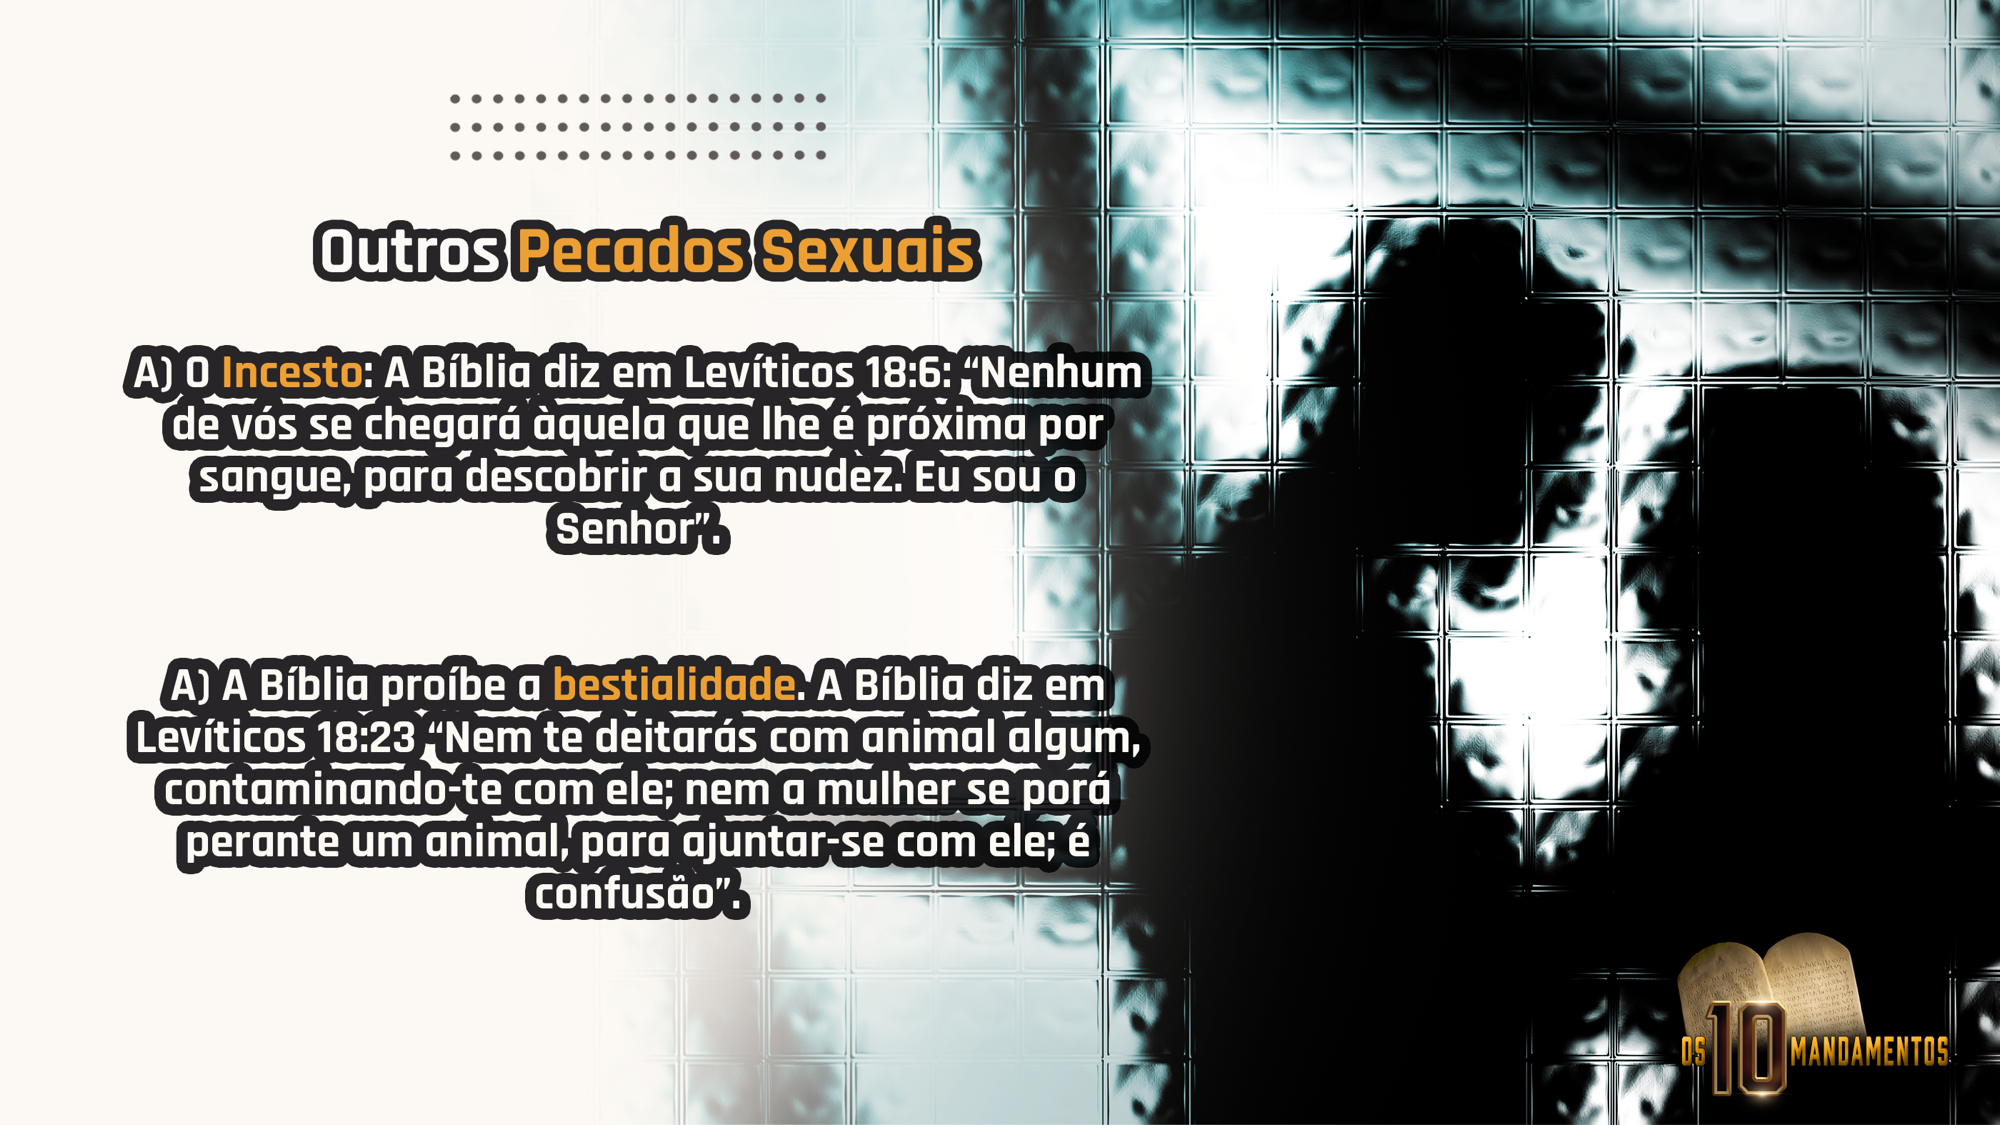 Outros Pecados Sexuais
A) O Incesto: A Bíblia diz em Levíticos 18:6: “Nenhum
de vós se chegará àquela que lhe é próxima por
sangue, para descobrir a sua nudez. Eu sou o
Senhor”.
A) A Bíblia proíbe a bestialidade. A Bíblia diz em
Levíticos 18:23 “Nem te deitarás com animal algum,
contaminando-te com ele; nem a mulher se porá
perante um animal, para ajuntar-se com ele; é
confusão”.
OS 10 MANDAMENTOS